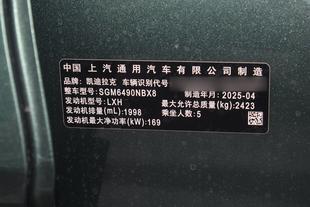 中国 上汽通用汽车有限公司 制造
品牌：凯迪拉克 车辆识别代号
整车型号：SGM6490NBX8 制造年月：2025-04
发动机型号：LXH 最大允许总质量(kg)：2423
发动机排量(mL)：1998 乘坐人数：5
发动机最大净功率(kW)：169